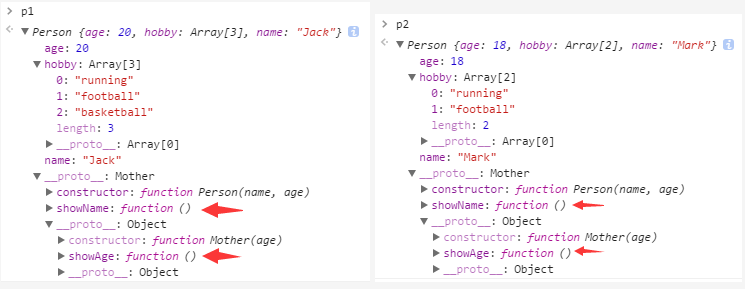 p1
Person {age: 20, hobby: Array[3], name: "Jack"}
age: 20
hobby: Array[3]
0: "running"
1: "football"
2: "basketball"
length: 3
__proto__: Array[0]
name: "Jack"
__proto__: Mother
constructor: function Person(name, age)
showName: function ()
__proto__: Object
constructor: function Mother(age)
showAge: function ()
__proto__: Object
p2
Person {age: 18, hobby: Array[2], name: "Mark"}
age: 18
hobby: Array[2]
0: "running"
1: "football"
length: 2
__proto__: Array[0]
name: "Mark"
__proto__: Mother
constructor: function Person(name, age)
showName: function ()
__proto__: Object
constructor: function Mother(age)
showAge: function ()
__proto__: Object